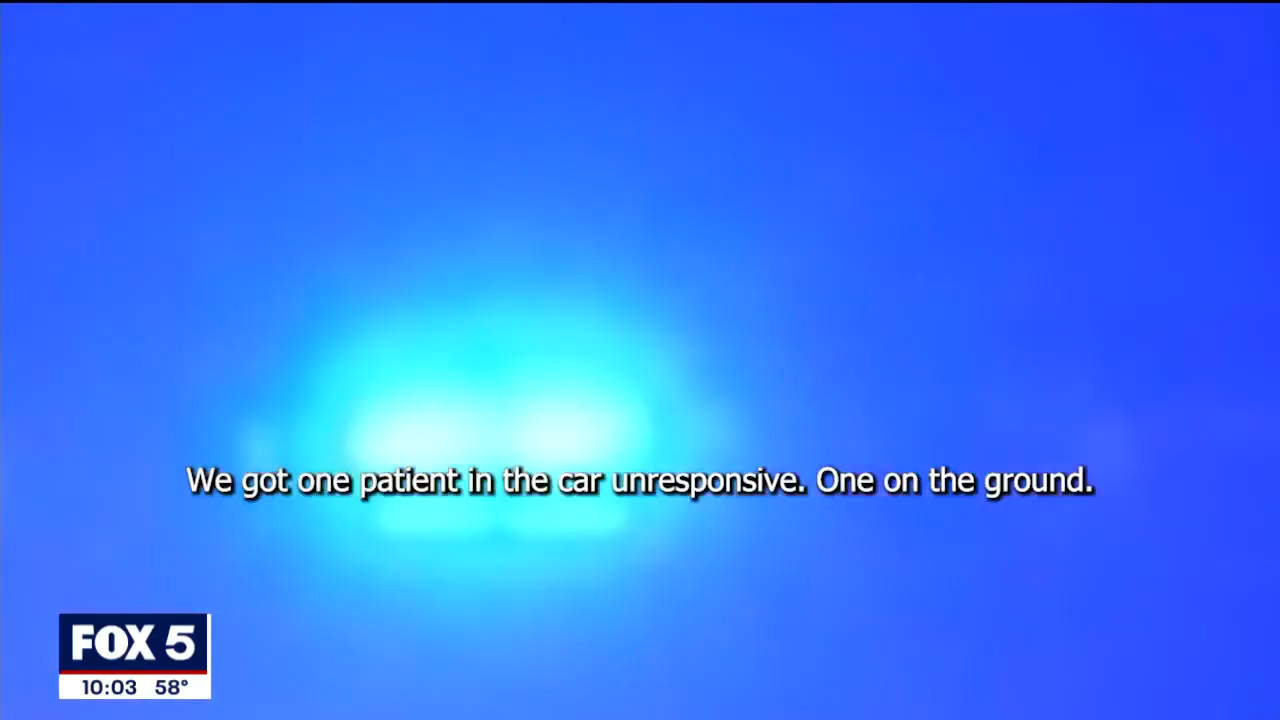 We got one patient in the car unresponsive. One on the ground.
FOX 5
10:03 58°